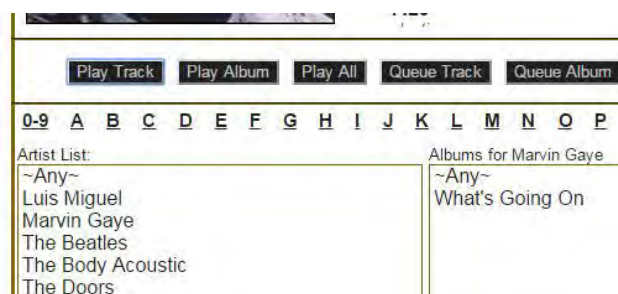 Play Track Play Album Play All Queue Track Queue Album
0-9 A B C D E F G H I J K L M N O P
Artist List: Albums for Marvin Gaye
~Any~ ~Any~
Luis Miguel What's Going On
Marvin Gaye
The Beatles
The Body Acoustic
The Doors